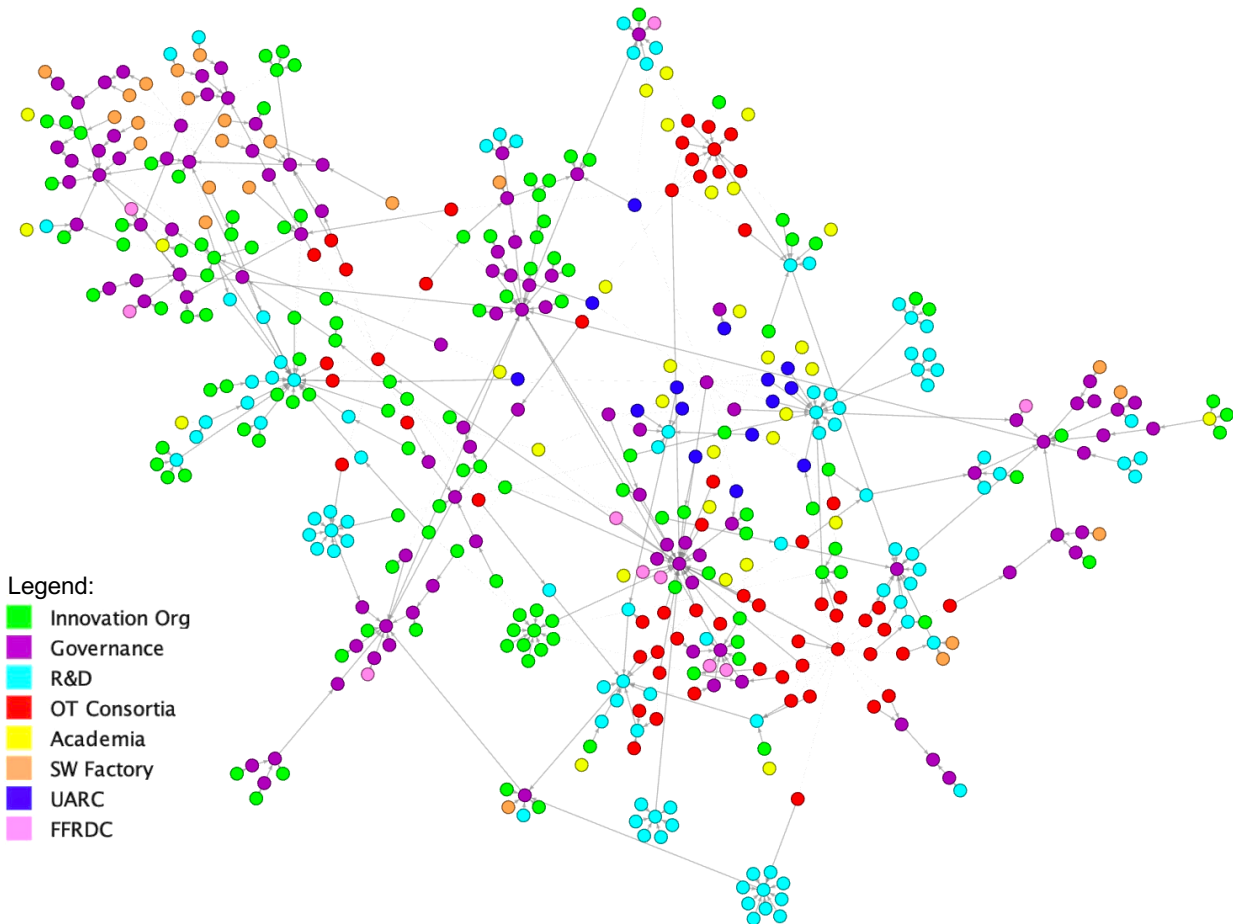 Legend:
Innovation Org
Governance
R&D
OT Consortia
Academia
SW Factory
UARC
FFRDC